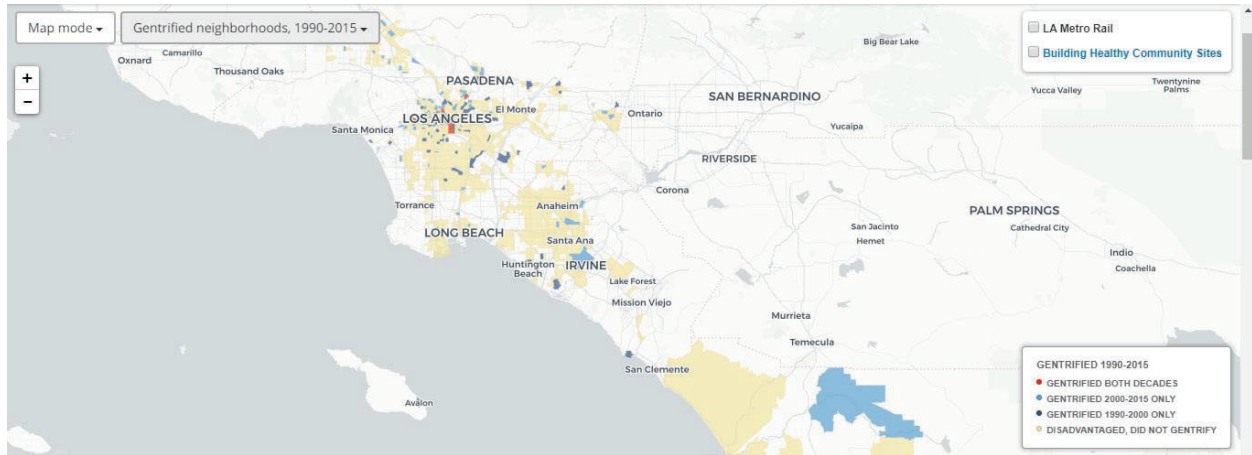 Map mode
Gentrified neighborhoods, 1990-2015
LA Metro Rail
Building Healthy Community Sites
+
−
Camarillo
Oxnard
Thousand Oaks
Big Bear Lake
Twentynine
Palms
Yucca Valley
PASADENA
SAN BERNARDINO
El Monte
Ontario
LOS ANGELES
Santa Monica
Yucaipa
RIVERSIDE
Corona
Torrance
Anaheim
PALM SPRINGS
Cathedral City
LONG BEACH
Santa Ana
San Jacinto
Hemet
Indio
Coachella
Huntington
Beach
IRVINE
Lake Forest
Mission Viejo
Murrieta
Temecula
San Clemente
Avalon
GENTRIFIED 1990-2015
GENTRIFIED BOTH DECADES
GENTRIFIED 2000-2015 ONLY
GENTRIFIED 1990-2000 ONLY
DISADVANTAGED, DID NOT GENTRIFY